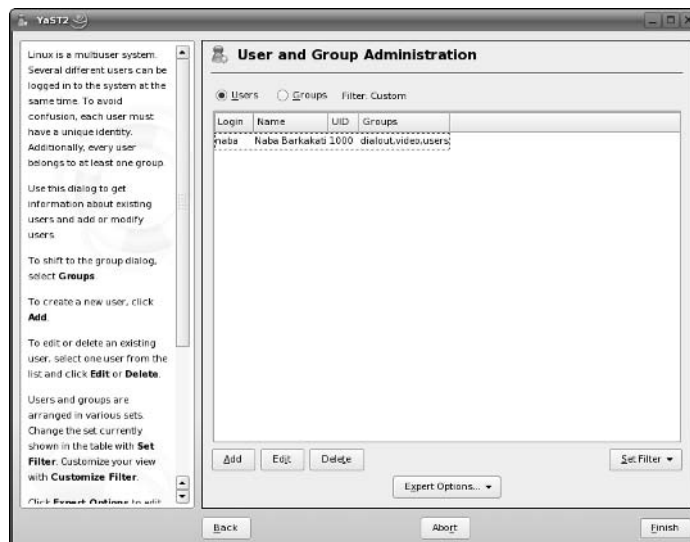 YaST2
Linux is a multiuser system.
Several different users can be
logged in to the system at the
same time. To avoid
confusion, each user must
have a unique identity.
Additionally, every user
belongs to at least one group.
Use this dialog to get
information about existing
users and add or modify
users.
To shift to the group dialog,
select Groups.
To create a new user, click
Add.
To edit or delete an existing
user, select one user from the
list and click Edit or Delete.
Users and groups are
arranged in various sets.
Change the set currently
shown in the table with Set
Filter. Customize your view
with Customize Filter.
Click Expert Options to edit
User and Group Administration
Users Groups Filter: Custom
Login Name UID Groups
naba Naba Barkakati 1000 dialout,video,users
Add Edit Delete Set Filter
Expert Options...
Back Abort Finish